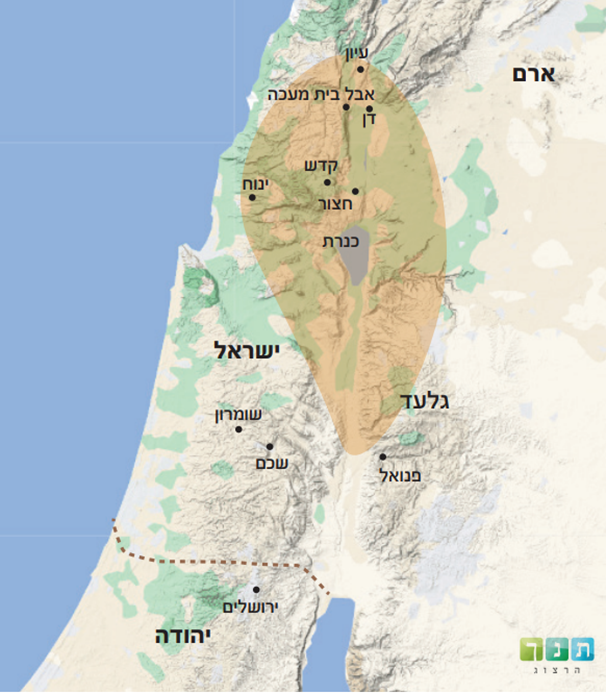 עיון
ארם
אבל בית מעכה
דן
קדש
ינוח
חצור
כנרת
ישראל
גלעד
שומרון
שכם
פנואל
ירושלים
יהודה
תנך
הרצוג